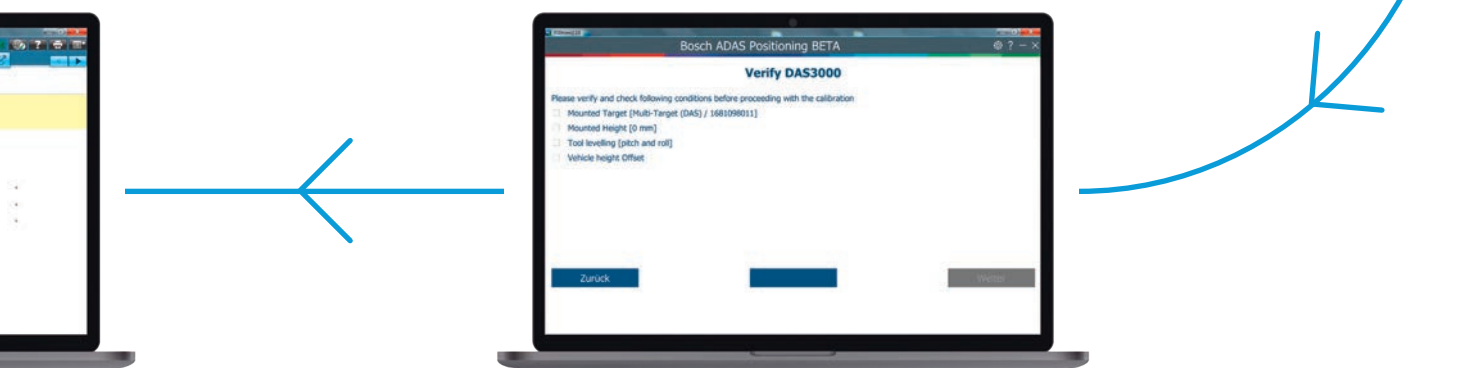 Bosch ADAS Positioning BETA
Verify DAS3000
Please verify and check following conditions before proceeding with the calibration
Mounted Target [Multi-Target (DAS) / 1681098011]
Mounted Height [0 mm]
Tool levelling [pitch and roll]
Vehicle height Offset
Zurück
Weiter